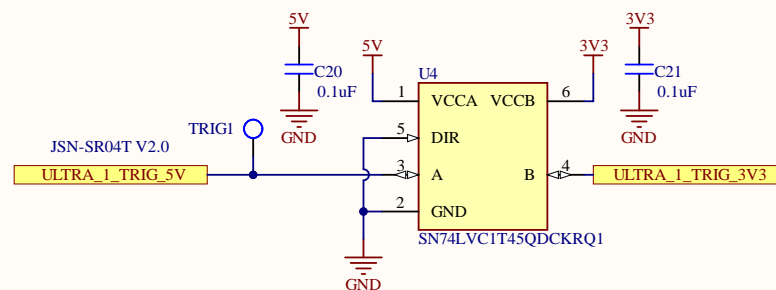 5V
3V3
5V
3V3
U4
C20
0.1uF
C21
0.1uF
1
VCCA
VCCB
6
GND
GND
TRIG1
5
DIR
JSN-SR04T V2.0
ULTRA_1_TRIG_5V
3
A
B
4
ULTRA_1_TRIG_3V3
2
GND
SN74LVC1T45QDCKRQ1
GND